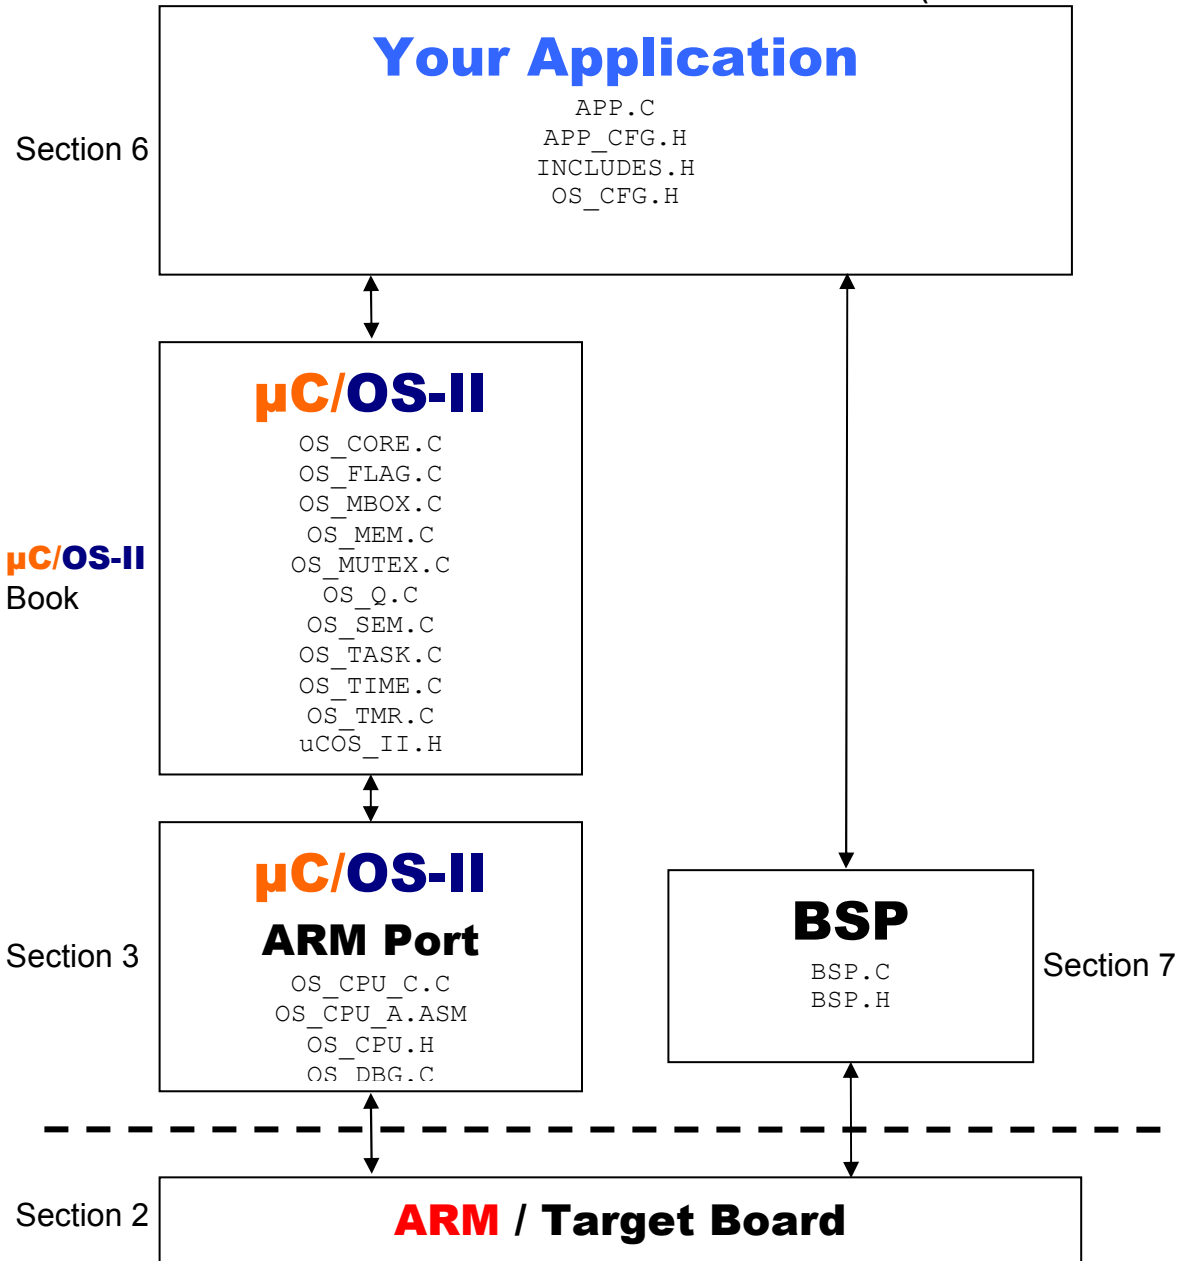 (
Your Application
APP.C
APP_CFG.H
INCLUDES.H
OS_CFG.H
Section 6
µC/OS-II
OS_CORE.C
OS_FLAG.C
OS_MBOX.C
OS_MEM.C
OS_MUTEX.C
OS_Q.C
OS_SEM.C
OS_TASK.C
OS_TIME.C
OS_TMR.C
uCOS_II.H
µC/OS-II
Book
µC/OS-II
ARM Port
OS_CPU_C.C
OS_CPU_A.ASM
OS_CPU.H
OS_DBG.C
Section 3
BSP
BSP.C
BSP.H
Section 7
Section 2
ARM / Target Board